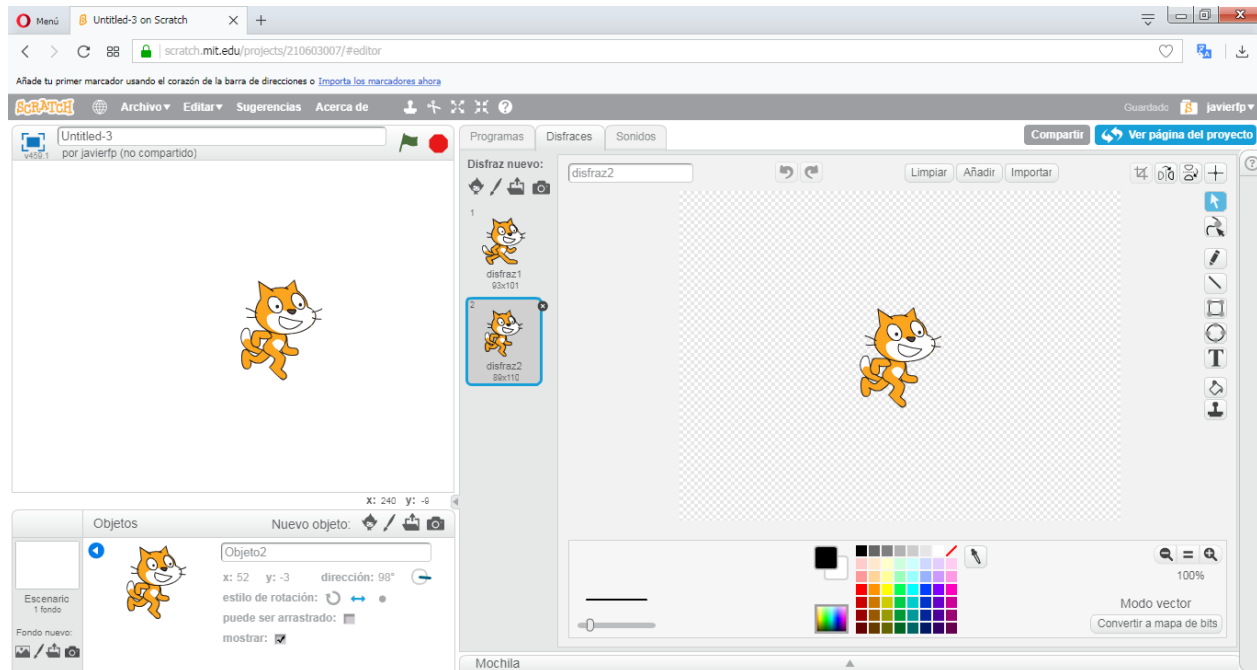 Menú
Untitled-3 on Scratch
scratch.mit.edu/projects/210603007/#editor
Añade tu primer marcador usando el corazón de la barra de direcciones o Importa los marcadores ahora
SCRATCH Archivo Editar Sugerencias Acerca de Guardado javierfp
Untitled-3
v459.1 por javierfp (no compartido)
Programas Disfraces Sonidos Compartir Ver página del proyecto
Disfraz nuevo:
disfraz2 Limpiar Añadir Importar
1
disfraz1
93x101
2
disfraz2
89x110
T
x: 240 y: -9
Objetos Nuevo objeto:
Objeto2
x: 52 y: -3 dirección: 98°
estilo de rotación:
puede ser arrastrado:
mostrar:
Escenario
1 fondo
Fondo nuevo:
100%
Modo vector
Convertir a mapa de bits
Mochila